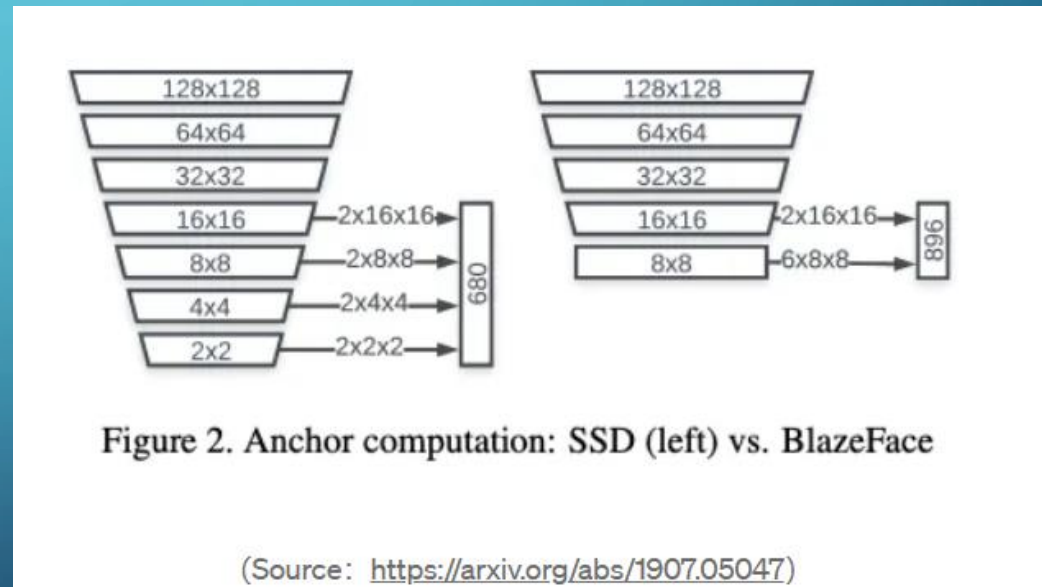 128x128
64x64
32x32
16x16
8x8
4x4
2x2
2x16x16
2x8x8
2x4x4
2x2x2
680
128x128
64x64
32x32
16x16
8x8
2x16x16
6x8x8
896
Figure 2. Anchor computation: SSD (left) vs. BlazeFace
(Source: https://arxiv.org/abs/1907.05047)